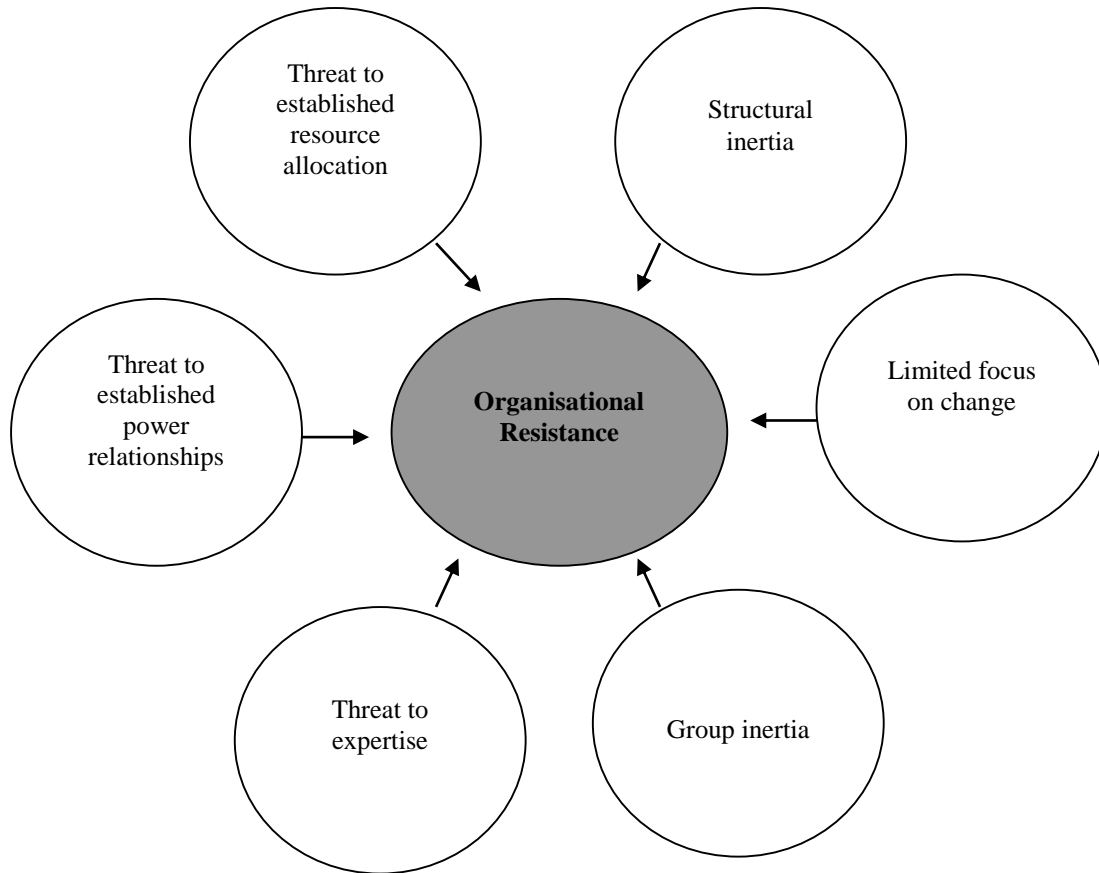 Threat to
established
resource
allocation
Structural
inertia
Threat to
established
power
relationships
Organisational
Resistance
Limited focus
on change
Threat to
expertise
Group inertia